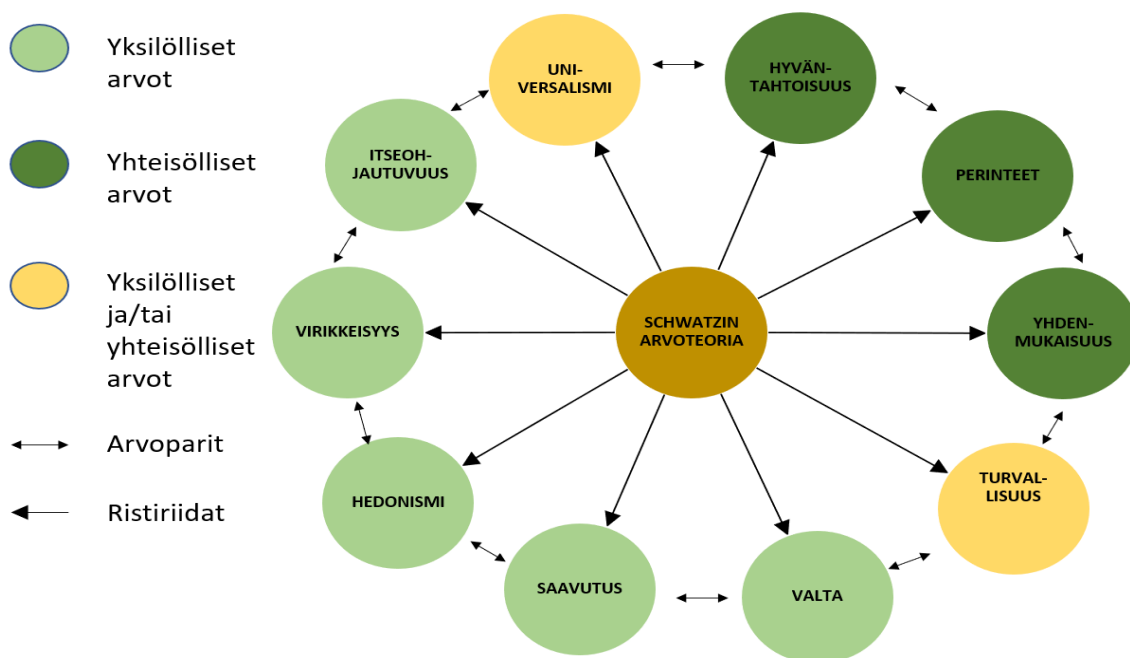 Yksilölliset
arvot
Yhteisölliset
arvot
Yksilölliset
ja/tai
yhteisölliset
arvot
Arvoparit
Ristiriidat
UNI-
VERSALISMI
HYVÄN-
TAHTOISUUS
ITSEOH-
JAUTUVUUS
PERINTEET
VIRIKKEISYYS
SCHWATZIN
ARVOTEORIA
YHDEN-
MUKAISUUS
HEDONISMI
TURVAL-
LISUUS
SAAVUTUS
VALTA